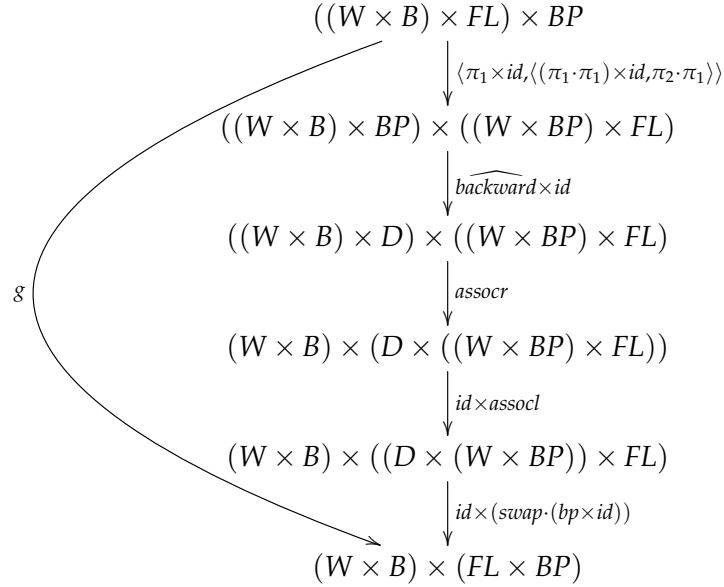 ((W × B) × FL) × BP
⟨π₁×id,⟨(π₁·π₁)×id,π₂·π₁⟩⟩
((W × B) × BP) × ((W × BP) × FL)
\widehat{backward}×id
((W × B) × D) × ((W × BP) × FL)
g
assocr
(W × B) × (D × ((W × BP) × FL))
id×assocl
(W × B) × ((D × (W × BP)) × FL)
id×(swap·(bp×id))
(W × B) × (FL × BP)